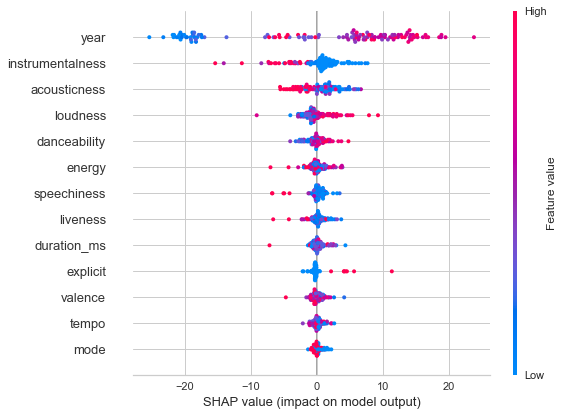 High
year
instrumentalness
acousticness
loudness
danceability
energy
speechiness
liveness
duration_ms
explicit
valence
tempo
mode
Low
Feature value
−20 −10 0 10 20
SHAP value (impact on model output)